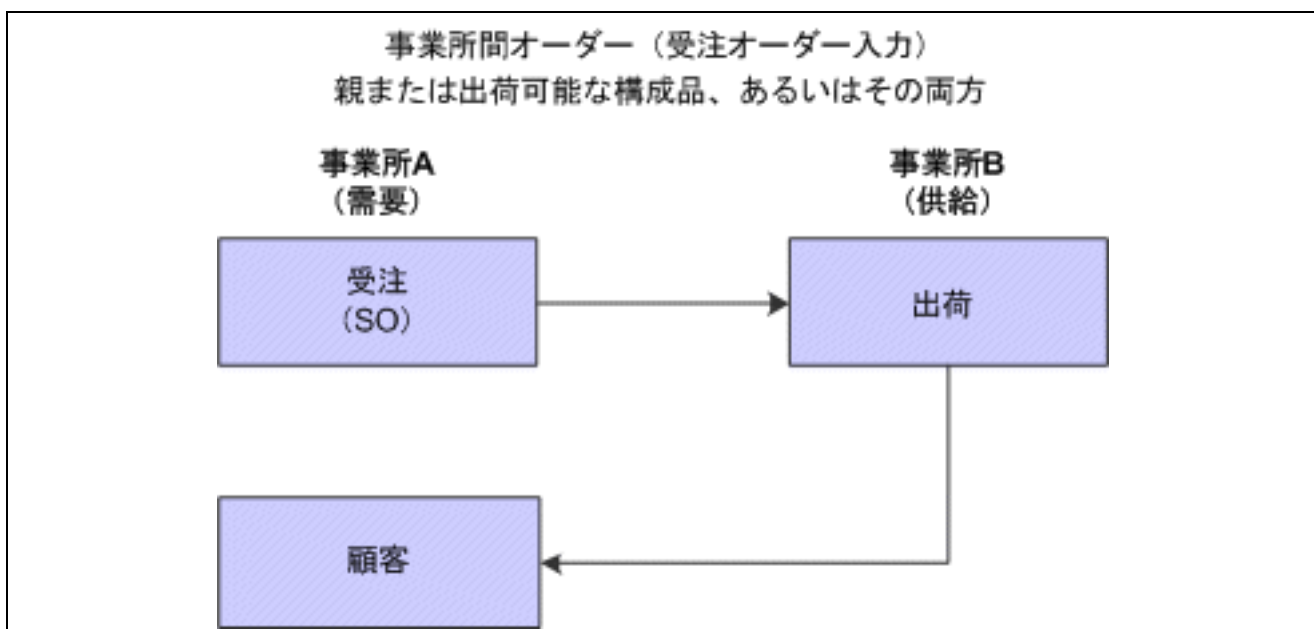 事業所間オーダー（受注オーダー入力）
親または出荷可能な構成品、あるいはその両方
事業所A
（需要）
事業所B
（供給）
受注
（SO）
出荷
顧客